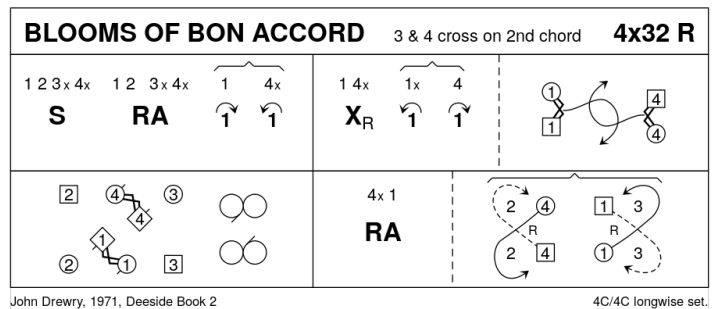 BLOOMS OF BON ACCORD 3 & 4 cross on 2nd chord 4x32 R
1 2 3x 4x 1 2 3x 4x 1 4x
S RA 1 1
1 4x 1x 4
XR 1 1
1 1 4 4
2 4 3
4
1
2 1 3
4x 1
RA
2 4 1 3
R R
2 4 1 3
John Drewry, 1971, Deeside Book 2 4C/4C longwise set.